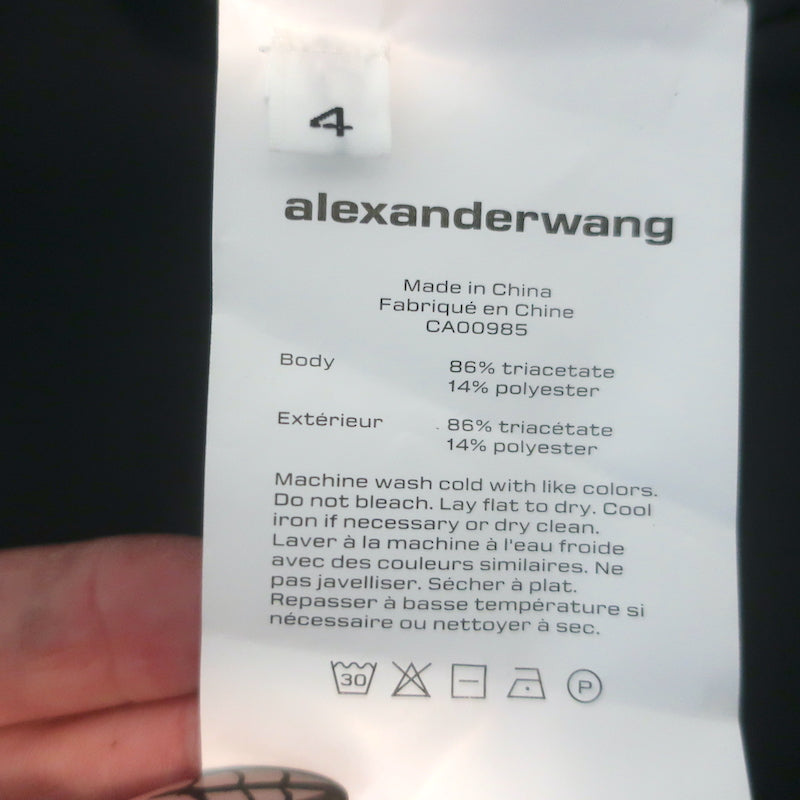 4
alexanderwang
Made in China
Fabriqué en Chine
CA00985
Body 86% triacetate
14% polyester
Extérieur 86% triacétate
14% polyester
Machine wash cold with like colors.
Do not bleach. Lay flat to dry. Cool
iron if necessary or dry clean.
Laver à la machine à l'eau froide
avec des couleurs similaires. Ne
pas javelliser. Sécher à plat.
Repasser à basse température si
nécessaire ou nettoyer à sec.
30 P